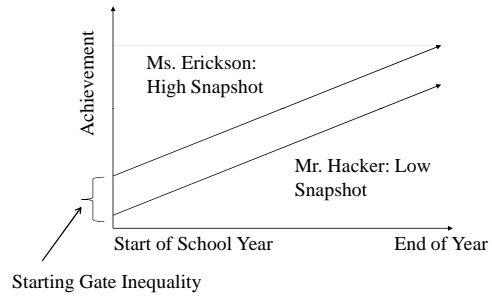 Achievement
Ms. Erickson:
High Snapshot
Mr. Hacker: Low
Snapshot
Start of School Year
End of Year
Starting Gate Inequality